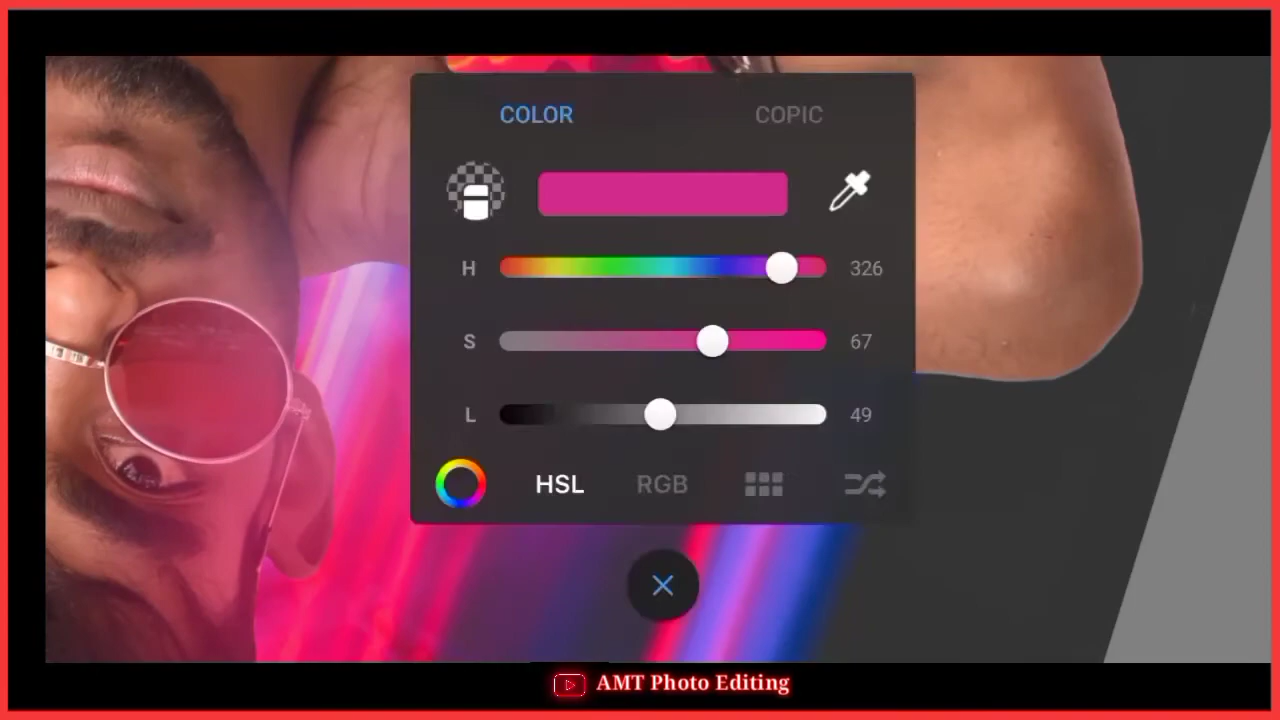 COLOR COPIC
H 326
S 67
L 49
HSL RGB
AMT Photo Editing